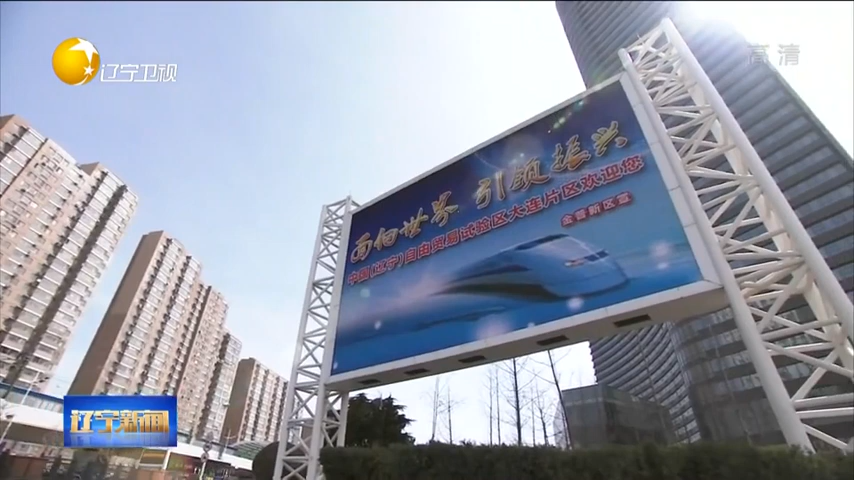 辽宁卫视
高清
面向世界 引领振兴
中国(辽宁)自由贸易试验区大连片区欢迎您
金普新区宣
辽宁新闻